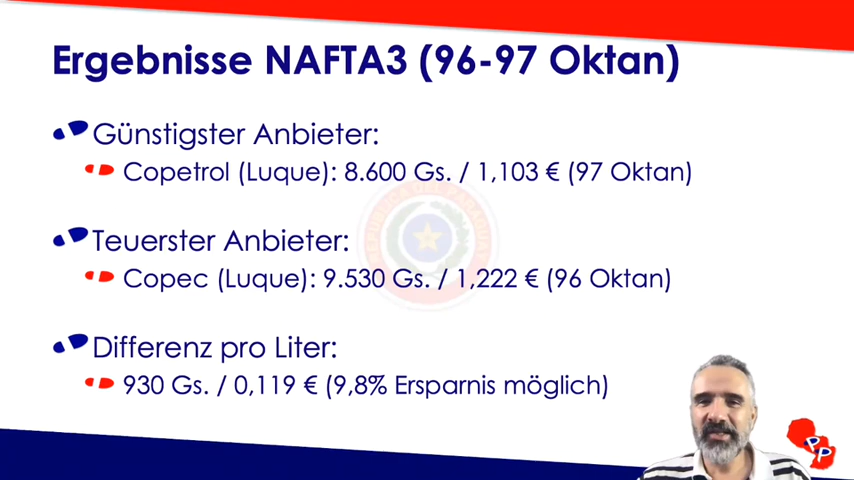 Ergebnisse NAFTA3 (96-97 Oktan)
Günstigster Anbieter:
Copetrol (Luque): 8.600 Gs. / 1,103 € (97 Oktan)
Teuerster Anbieter:
Copec (Luque): 9.530 Gs. / 1,222 € (96 Oktan)
Differenz pro Liter:
930 Gs. / 0,119 € (9,8% Ersparnis möglich)
PP